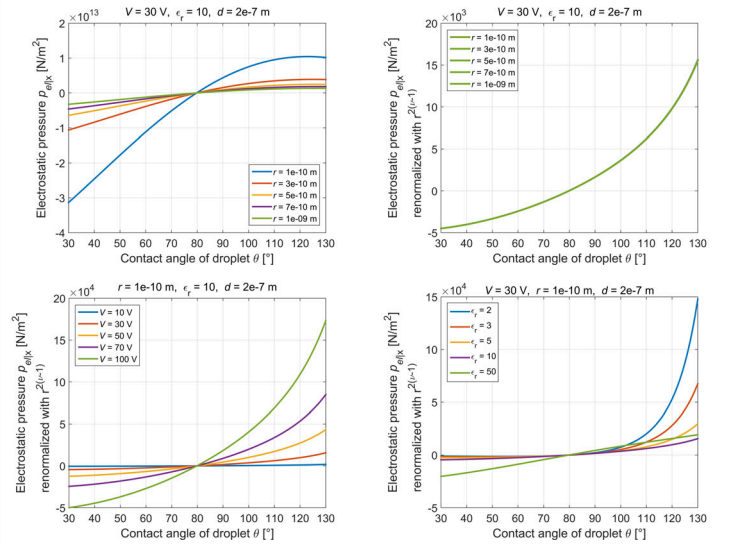 V = 30 V, ϵr = 10, d = 2e-7 m
×10^13
Electrostatic pressure pel|x [N/m²]
2
1
0
-1
-2
-3
-4
r = 1e-10 m
r = 3e-10 m
r = 5e-10 m
r = 7e-10 m
r = 1e-09 m
30 40 50 60 70 80 90 100 110 120 130
Contact angle of droplet θ [°]
V = 30 V, ϵr = 10, d = 2e-7 m
×10^3
Electrostatic pressure pel|x [N/m²]
renormalized with r^2(υ-1)
20
15
10
5
0
-5
r = 1e-10 m
r = 3e-10 m
r = 5e-10 m
r = 7e-10 m
r = 1e-09 m
30 40 50 60 70 80 90 100 110 120 130
Contact angle of droplet θ [°]
r = 1e-10 m, ϵr = 10, d = 2e-7 m
×10^4
Electrostatic pressure pel|x [N/m²]
renormalized with r^2(υ-1)
20
15
10
5
0
-5
V = 10 V
V = 30 V
V = 50 V
V = 70 V
V = 100 V
30 40 50 60 70 80 90 100 110 120 130
Contact angle of droplet θ [°]
V = 30 V, r = 1e-10 m, d = 2e-7 m
×10^4
Electrostatic pressure pel|x [N/m²]
renormalized with r^2(υ-1)
15
10
5
0
-5
ϵr = 2
ϵr = 3
ϵr = 5
ϵr = 10
ϵr = 50
30 40 50 60 70 80 90 100 110 120 130
Contact angle of droplet θ [°]